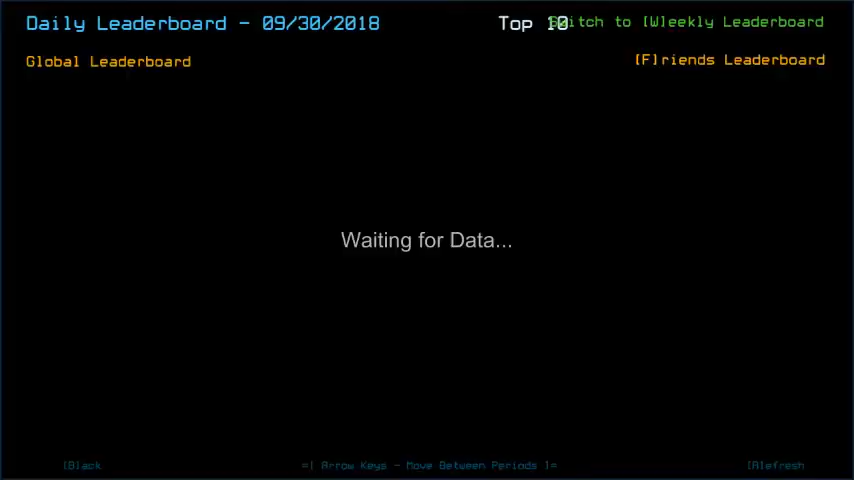 Daily Leaderboard - 09/30/2018
Top 10
Switch to [W]eekly Leaderboard
Global Leaderboard
[F]riends Leaderboard
Waiting for Data...
[B]ack
=[ Arrow Keys - Move Between Periods ]=
[R]efresh